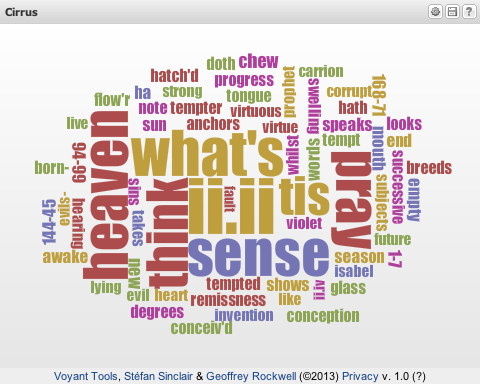 Cirrus
doth chew
hatch'd progress prophet carrion
ha strong tongue corrupt 168-71
flow'r note tempter virtuous swelling hath
live sun anchors virtue speaks looks
heaven what's whilst words tempt mouth end
94-99 successive breeds
born- sins think ii.ii tis pray subjects empty
144-45 evils- hearing takes fault violet
sense future
awake new season 1-7
isabel
lying evil heart tempted shows i.vii glass
degrees remissness like
invention conception
conceiv'd
Voyant Tools, Stéfan Sinclair & Geoffrey Rockwell (©2013) Privacy v. 1.0 (?)